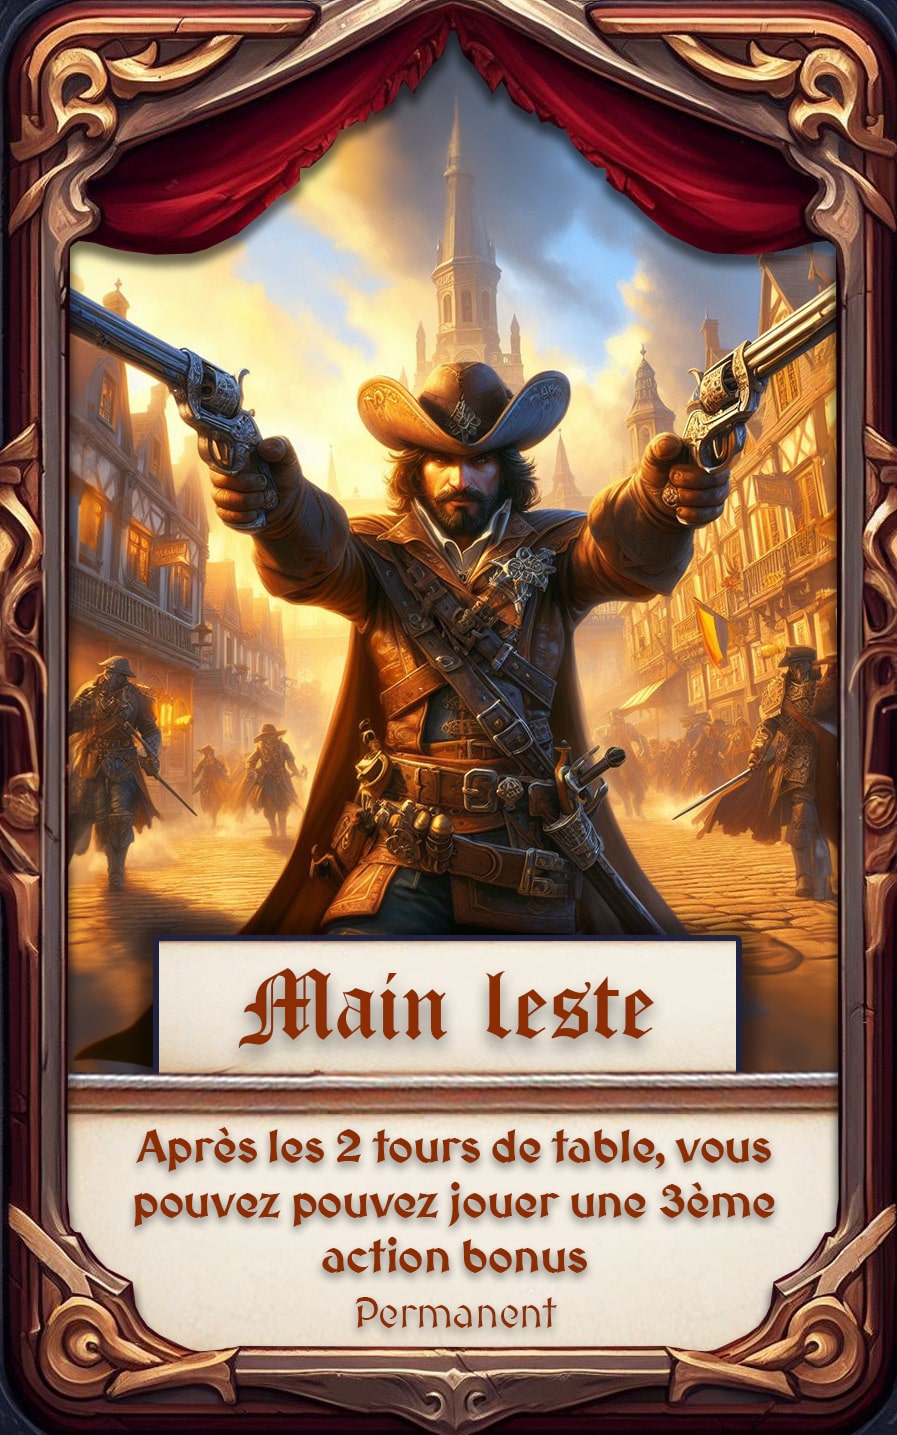 Main leste
Après les 2 tours de table, vous
pouvez pouvez jouer une 3ème
action bonus
Permanent